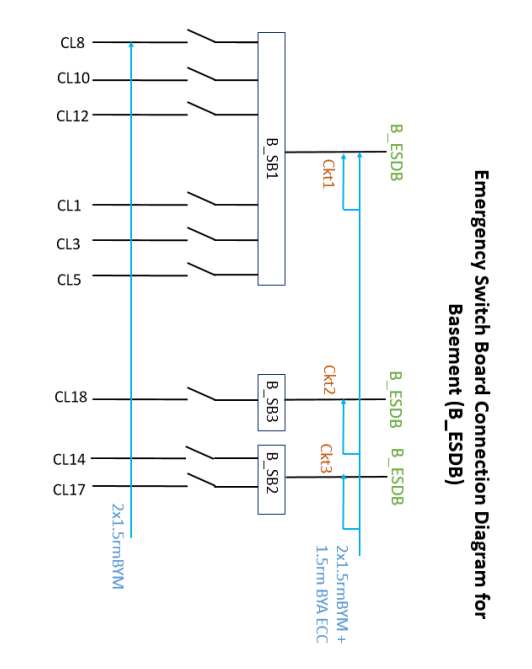 Emergency Switch Board Connection Diagram for
Basement (B_ESDB)
B_ESDB
B_ESDB
B_ESDB
Ckt1
Ckt2
Ckt3
2x1.5rmBYM +
1.5rm BYA ECC
B_SB1
B_SB3
B_SB2
2x1.5rmBYM
CL8
CL10
CL12
CL1
CL3
CL5
CL18
CL14
CL17